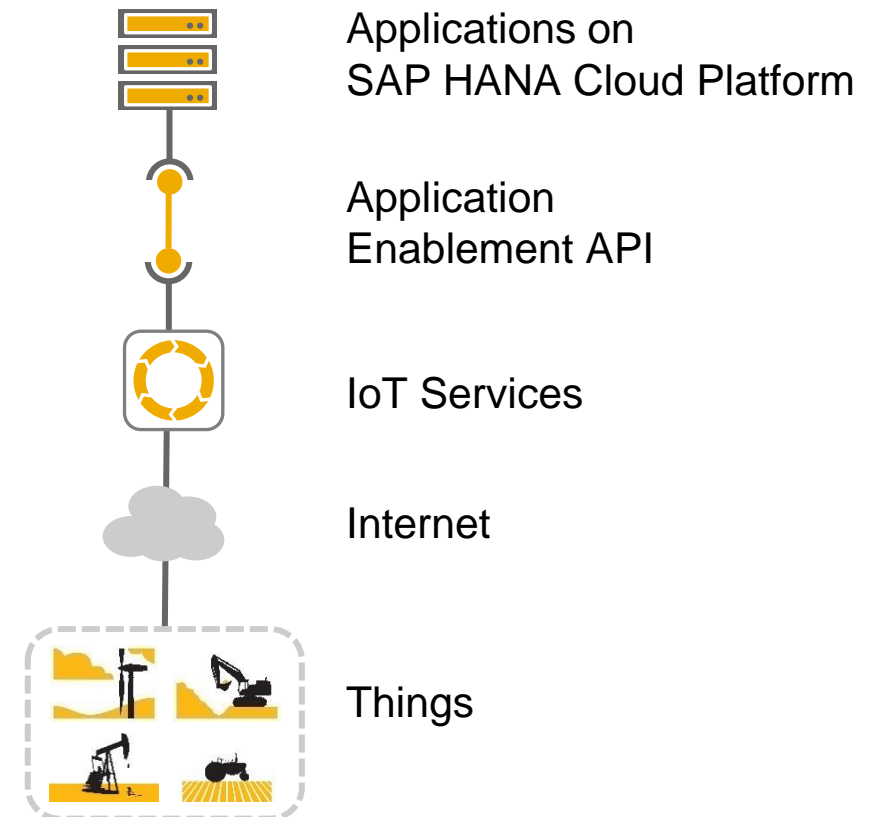 Applications on
SAP HANA Cloud Platform
Application
Enablement API
IoT Services
Internet
Things